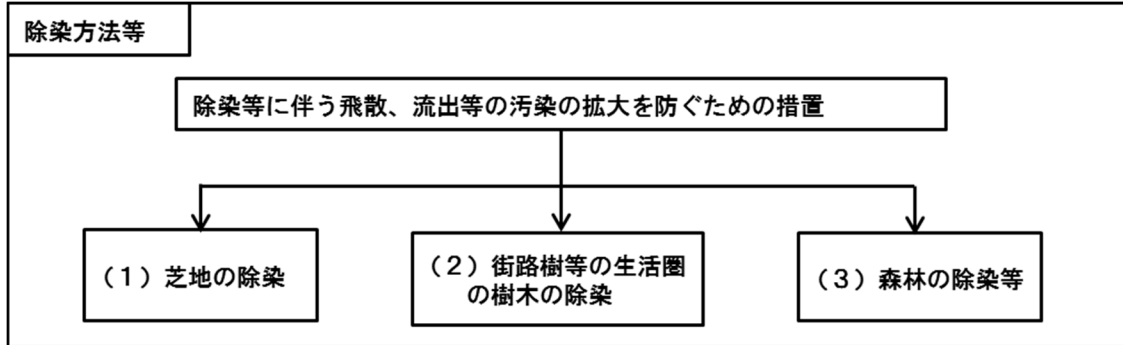 除染方法等
除染等に伴う飛散、流出等の汚染の拡大を防ぐための措置
（１）芝地の除染
（２）街路樹等の生活圏
の樹木の除染
（３）森林の除染等